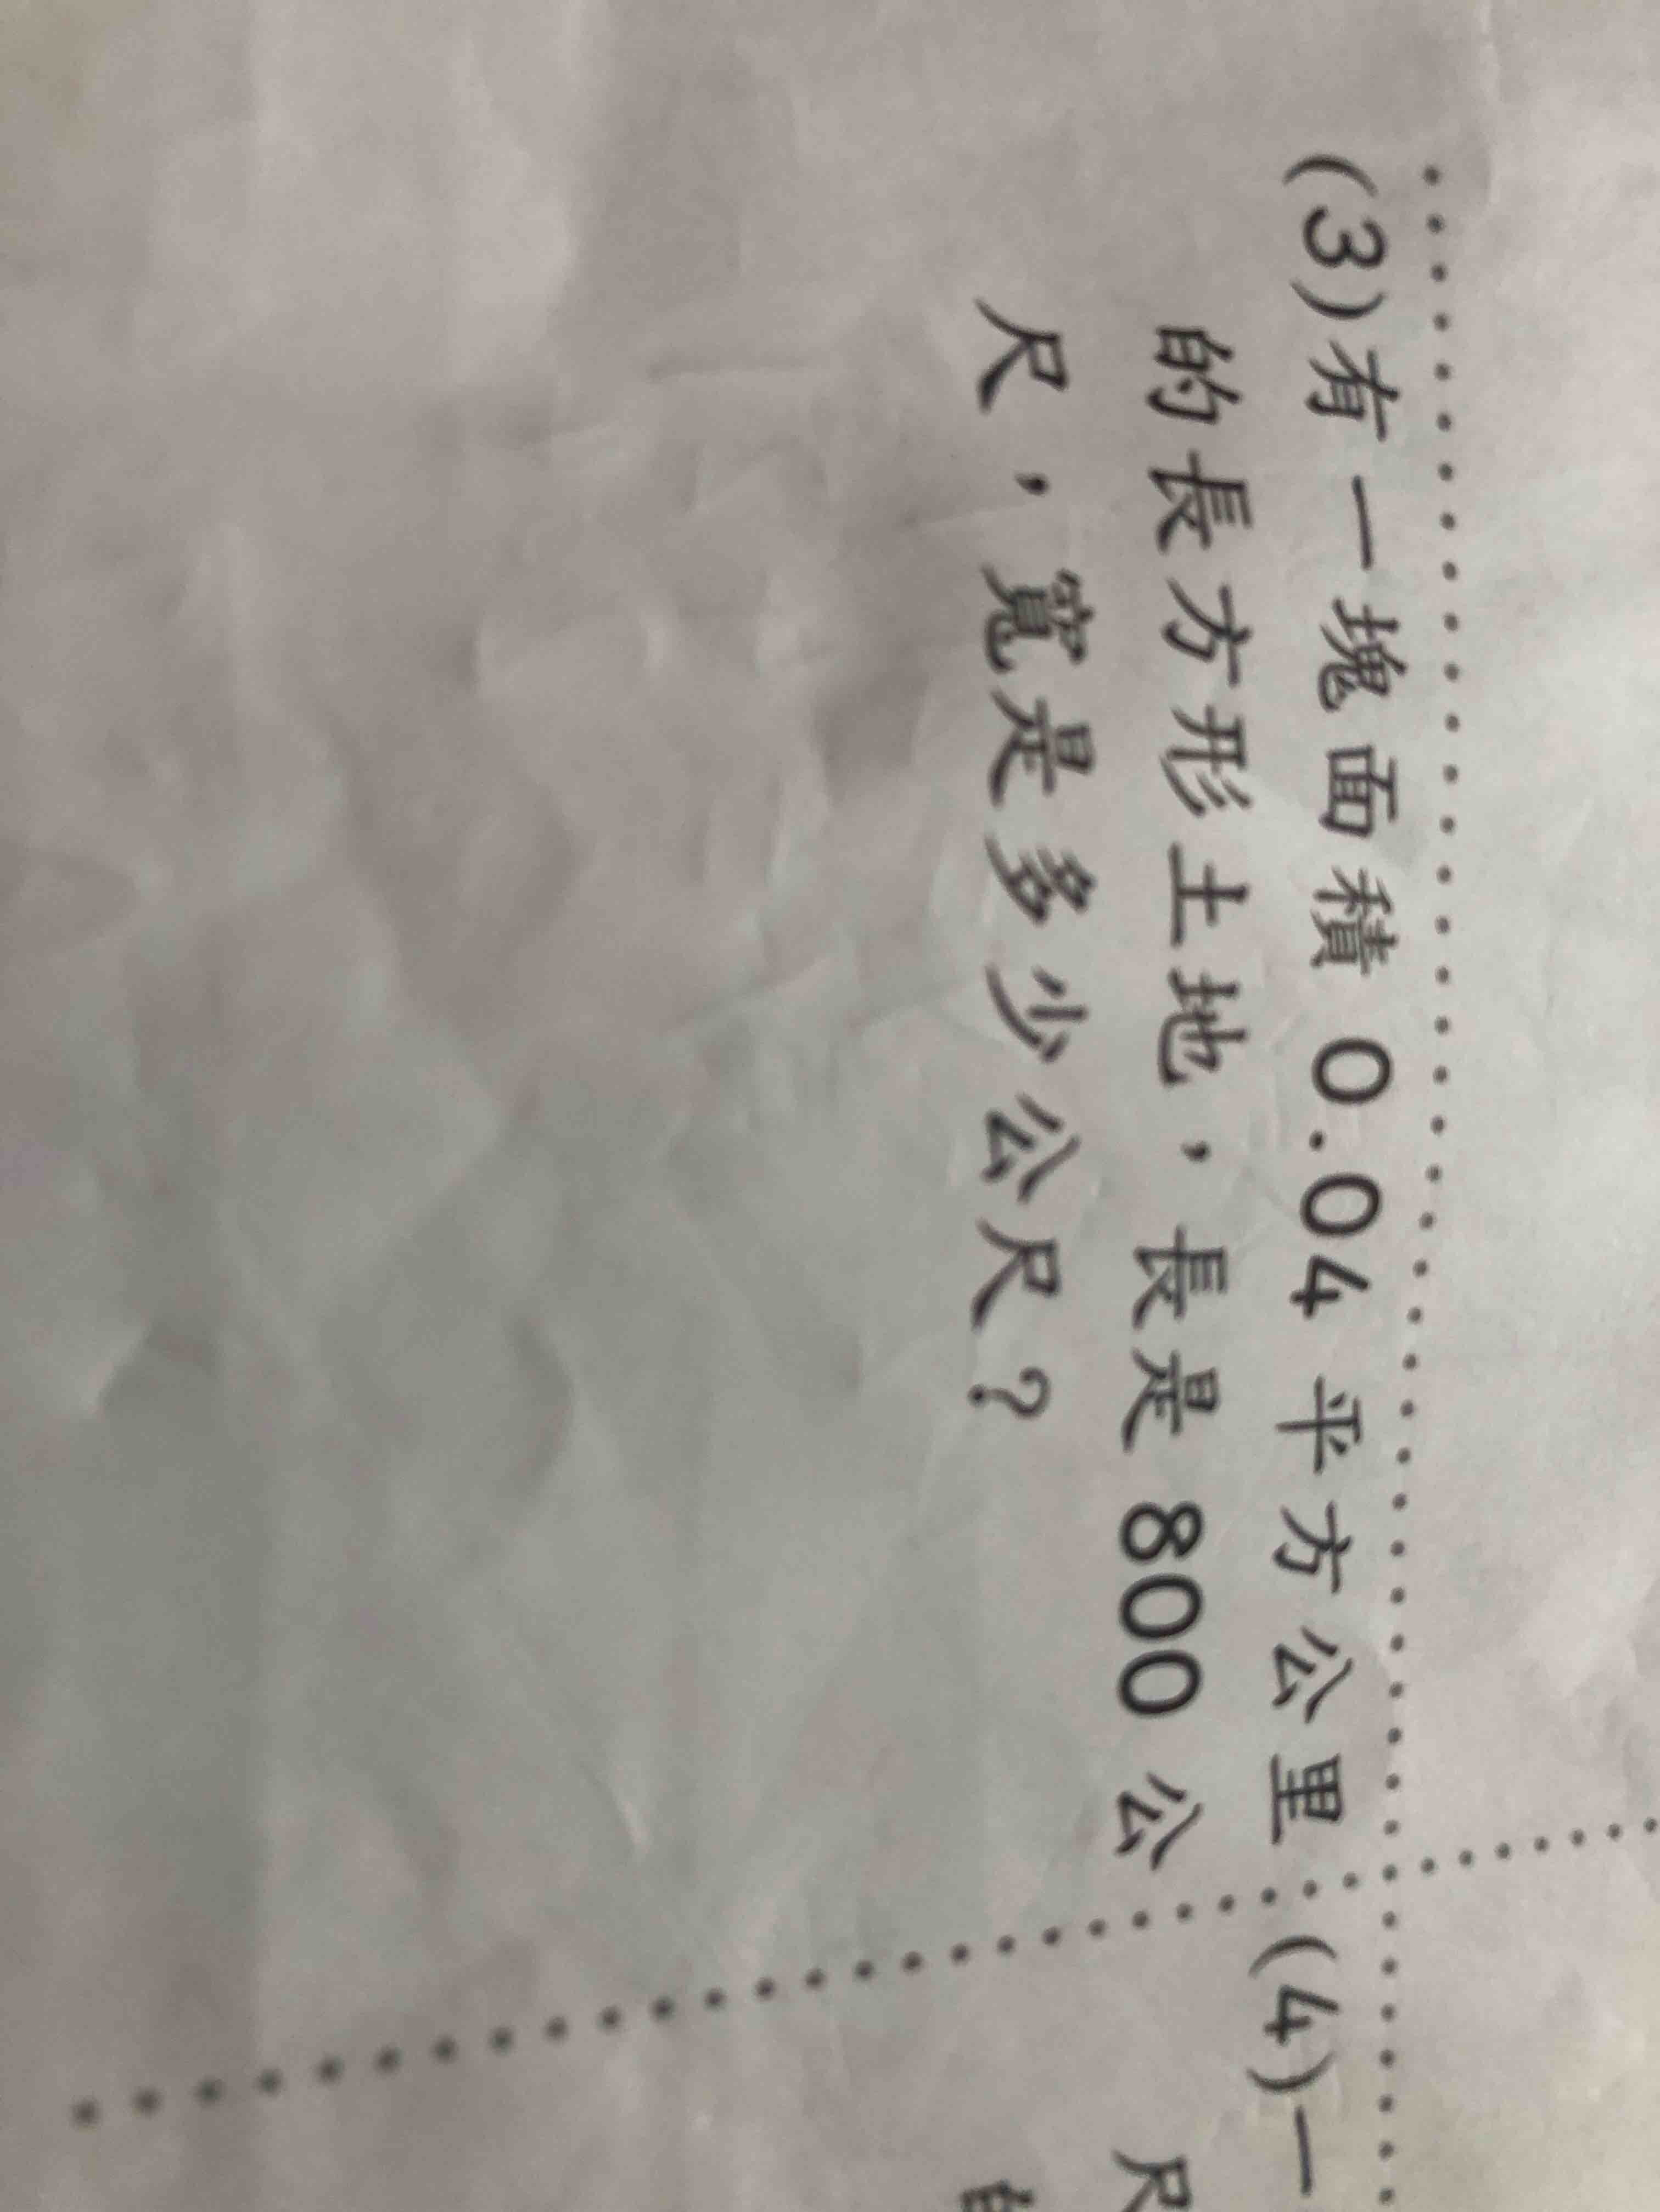 (3)有一塊面積 0.04 平方公里
的長方形土地，長是 800 公
尺，寬是多少公尺？
(4)一
尺